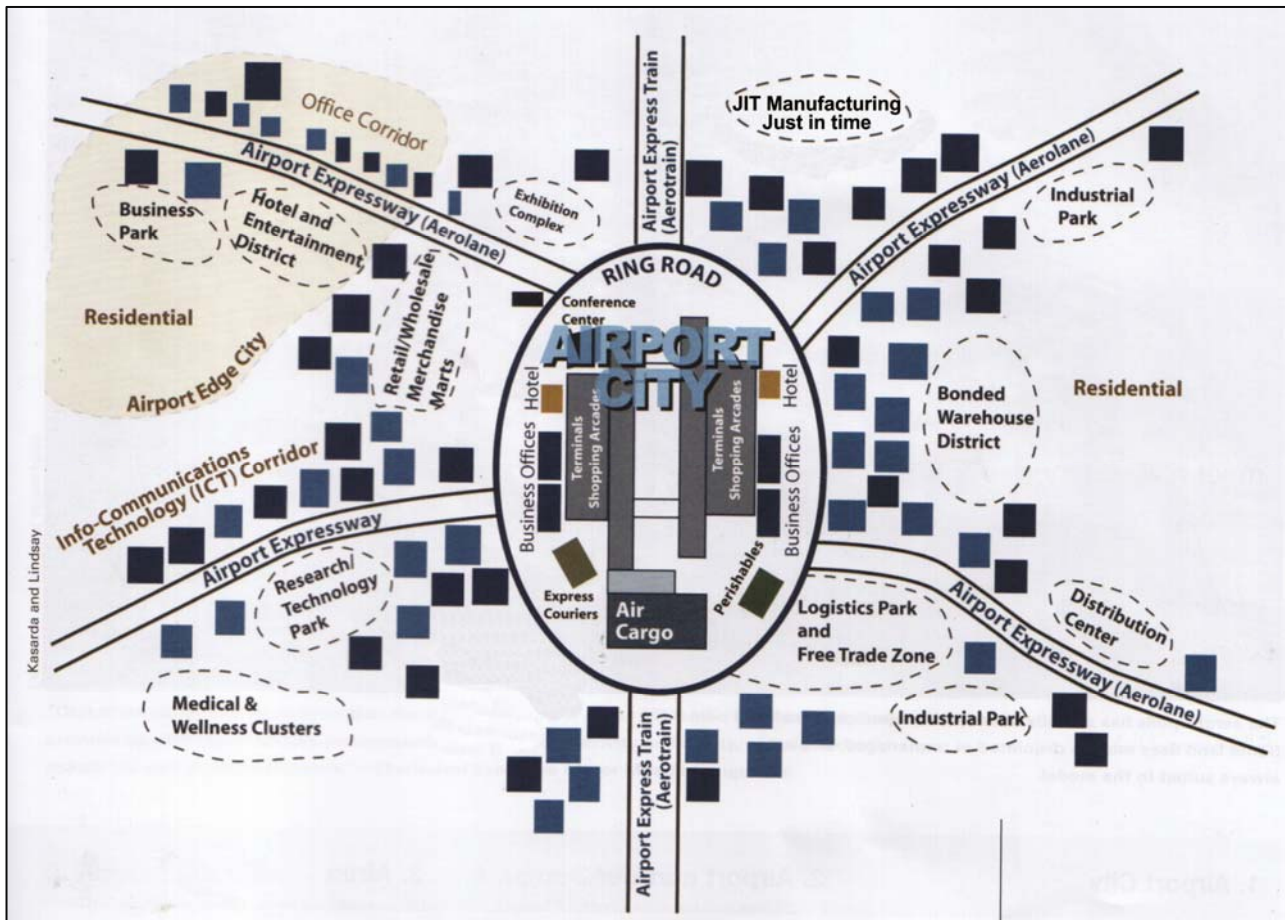 Airport Express Train
(Aerotrain)
JIT Manufacturing
Just in time
Office Corridor
Airport Expressway (Aerolane)
Airport Expressway (Aerolane)
Business
Park
Hotel and
Entertainment
District
Exhibition
Complex
Industrial
Park
RING ROAD
Conference
Center
AIRPORT
CITY
Residential
Retail/Wholesale
Merchandise
Marts
Airport Edge City
Hotel
Hotel
Terminals
Shopping Arcades
Terminals
Shopping Arcades
Bonded
Warehouse
District
Residential
Info-Communications
Technology (ICT) Corridor
Business Offices
Business Offices
Airport Expressway
Research/
Technology
Park
Express
Couriers
Air
Cargo
Perishables
Logistics Park
and
Free Trade Zone
Distribution
Center
Airport Expressway (Aerolane)
Kasarda and Lindsay
Medical &
Wellness Clusters
Industrial Park
Airport Express Train
(Aerotrain)